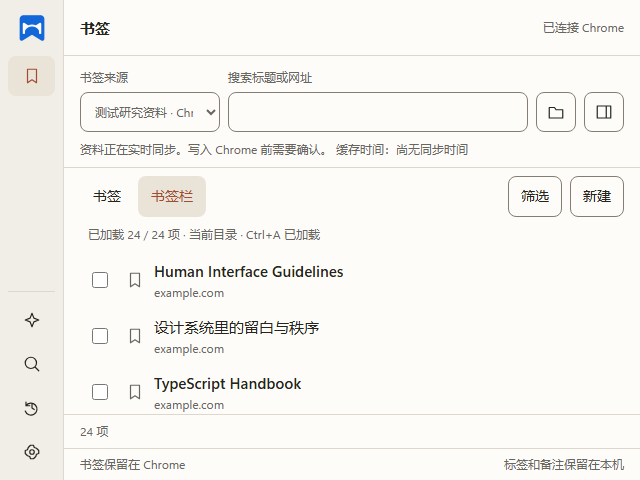 书签
已连接 Chrome
书签来源
搜索标题或网址
测试研究资料 · Chr
资料正在实时同步。写入 Chrome 前需要确认。 缓存时间：尚无同步时间
书签
书签栏
筛选
新建
已加载 24 / 24 项 · 当前目录 · Ctrl+A 已加载
Human Interface Guidelines
example.com
设计系统里的留白与秩序
example.com
TypeScript Handbook
example.com
24 项
书签保留在 Chrome
标签和备注保留在本机